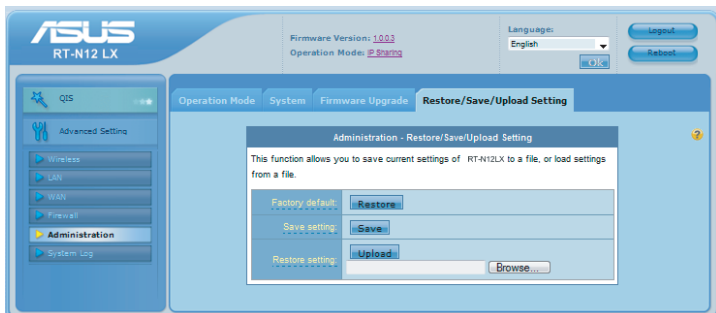 ASUS
RT-N12 LX
Firmware Version: 1.0.0.3
Operation Mode: IP Sharing
Language:
English
OK
Logout
Reboot
QIS
Advanced Setting
Wireless
LAN
WAN
Firewall
Administration
System Log
Operation Mode System Firmware Upgrade Restore/Save/Upload Setting
Administration - Restore/Save/Upload Setting
This function allows you to save current settings of RT-N12LX to a file, or load settings
from a file.
Factory default: Restore
Save setting: Save
Restore setting: Upload
Browse...
?